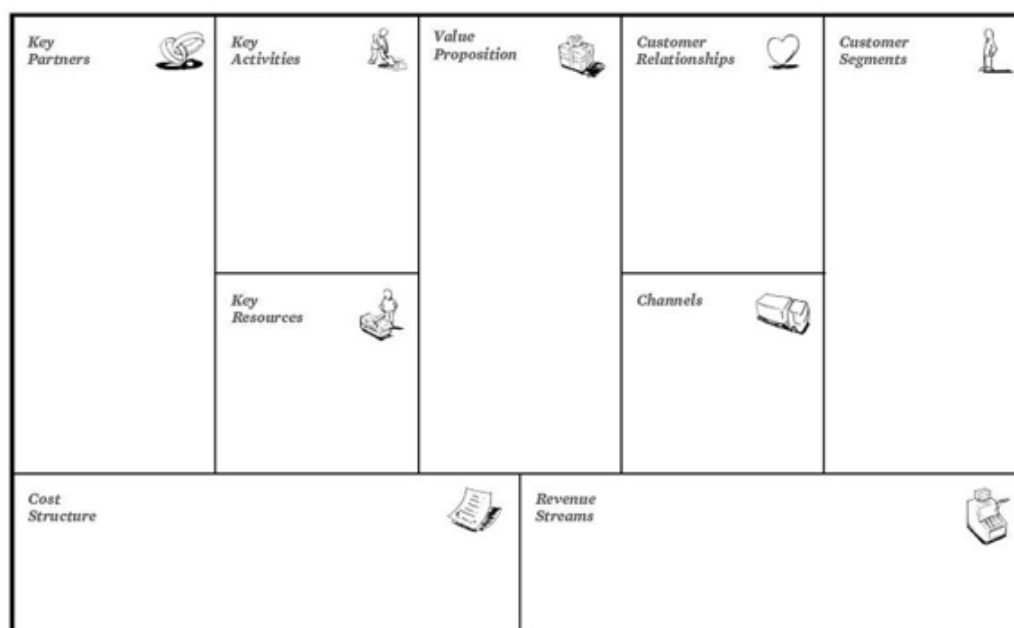 Key
Partners
Key
Activities
Value
Proposition
Customer
Relationships
Customer
Segments
Key
Resources
Channels
Cost
Structure
Revenue
Streams